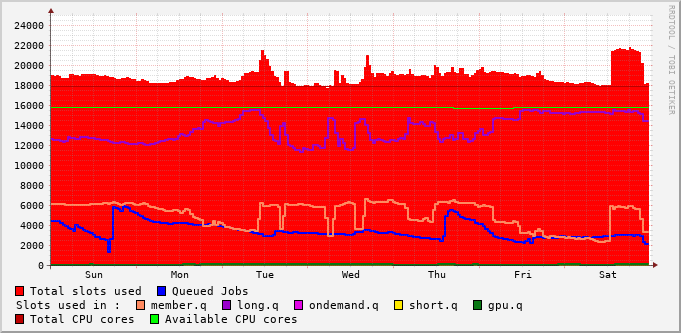 24000
22000
20000
18000
16000
14000
12000
10000
8000
6000
4000
2000
0
Sun Mon Tue Wed Thu Fri Sat
Total slots used Queued Jobs
Slots used in : member.q long.q ondemand.q short.q gpu.q
Total CPU cores Available CPU cores
RRDTOOL / TOBI OETIKER